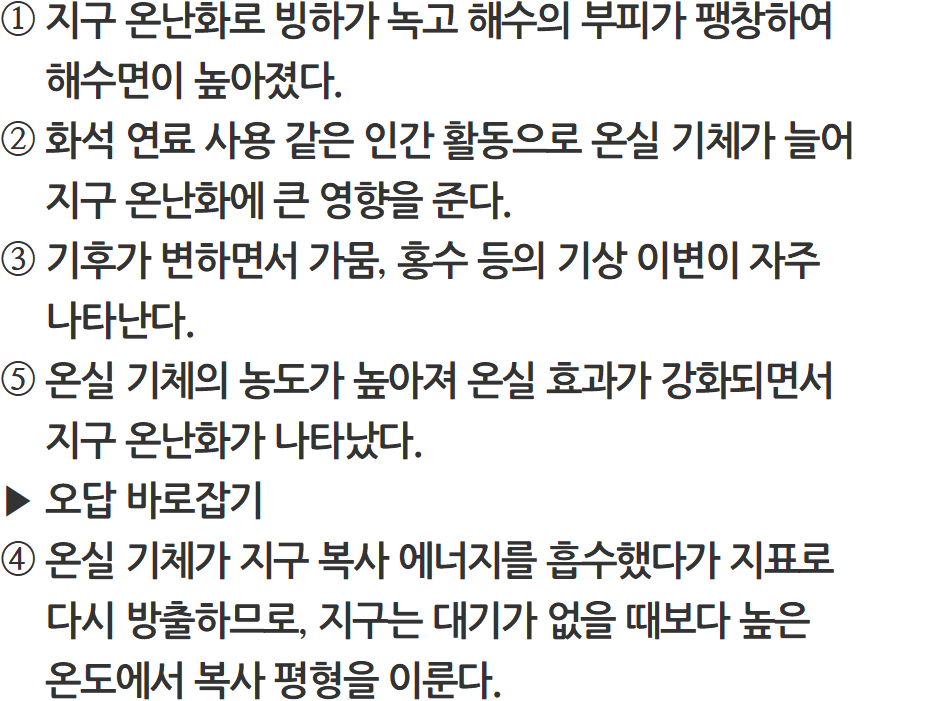 ① 지구 온난화로 빙하가 녹고 해수의 부피가 팽창하여
해수면이 높아졌다.
② 화석 연료 사용 같은 인간 활동으로 온실 기체가 늘어
지구 온난화에 큰 영향을 준다.
③ 기후가 변하면서 가뭄, 홍수 등의 기상 이변이 자주
나타난다.
⑤ 온실 기체의 농도가 높아져 온실 효과가 강화되면서
지구 온난화가 나타났다.
▶ 오답 바로잡기
④ 온실 기체가 지구 복사 에너지를 흡수했다가 지표로
다시 방출하므로, 지구는 대기가 없을 때보다 높은
온도에서 복사 평형을 이룬다.